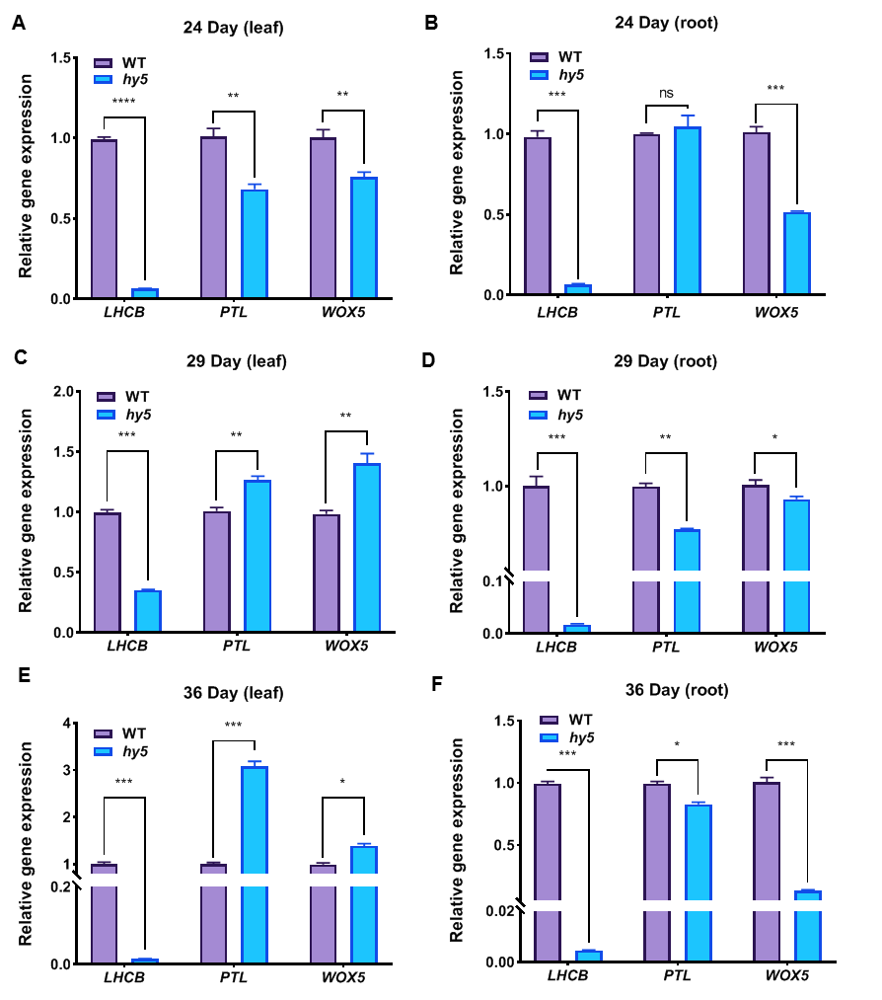 A
24 Day (leaf)
Relative gene expression
1.5
1.0
0.5
0.0
WT
hy5
****
**
**
LHCB
PTL
WOX5
B
24 Day (root)
Relative gene expression
1.5
1.0
0.5
0.0
WT
hy5
***
ns
***
LHCB
PTL
WOX5
C
29 Day (leaf)
Relative gene expression
2.0
1.5
1.0
0.5
0.0
WT
hy5
***
**
**
LHCB
PTL
WOX5
D
29 Day (root)
Relative gene expression
1.5
1.0
0.1
0.0
WT
hy5
***
**
*
LHCB
PTL
WOX5
E
36 Day (leaf)
Relative gene expression
4
3
2
1
0.2
0.0
WT
hy5
***
***
*
LHCB
PTL
WOX5
F
36 Day (root)
Relative gene expression
1.5
1.0
0.5
0.02
0.00
WT
hy5
***
*
***
LHCB
PTL
WOX5